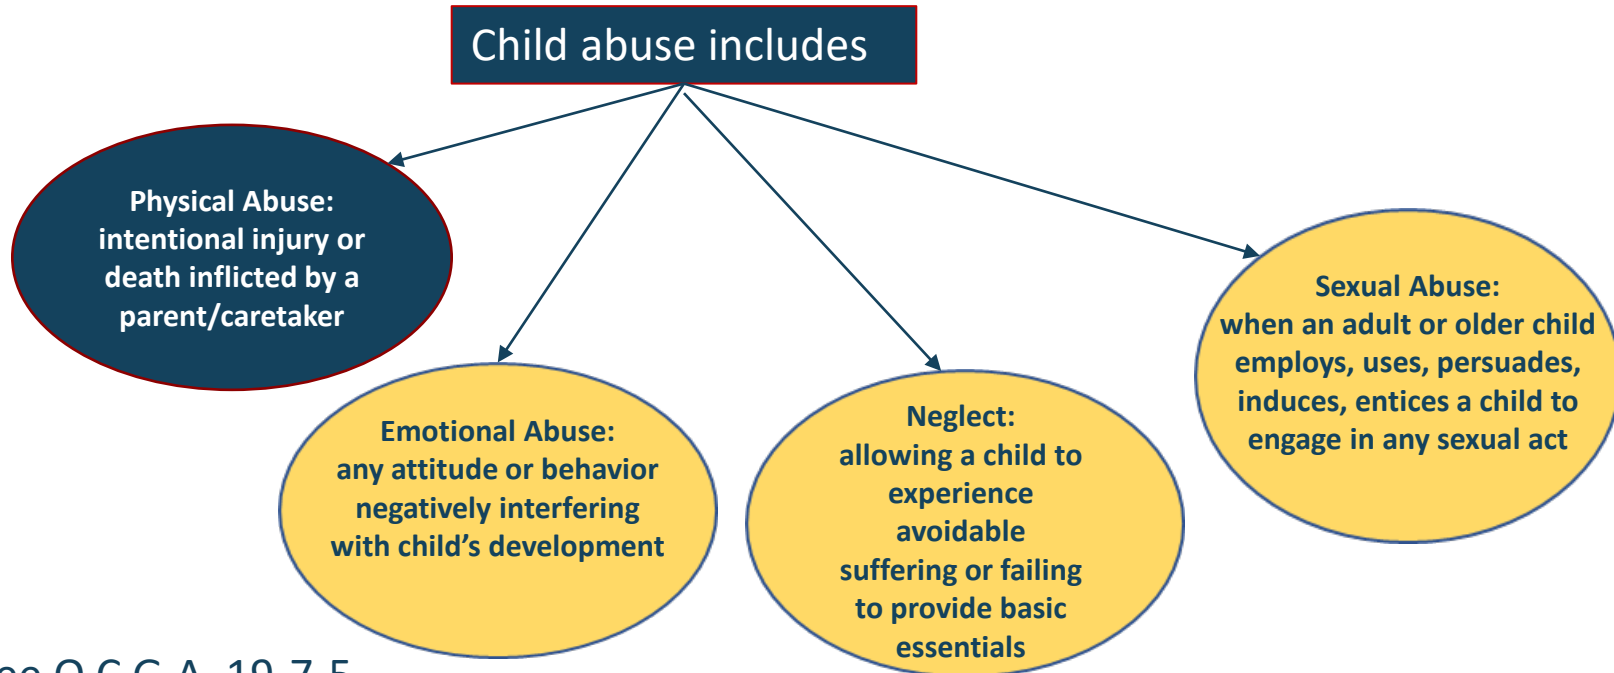 Child abuse includes
Physical Abuse:
intentional injury or
death inflicted by a
parent/caretaker
Emotional Abuse:
any attitude or behavior
negatively interfering
with child’s development
Neglect:
allowing a child to
experience
avoidable
suffering or failing
to provide basic
essentials
Sexual Abuse:
when an adult or older child
employs, uses, persuades,
induces, entices a child to
engage in any sexual act
O.C.G.A. 19-7-5